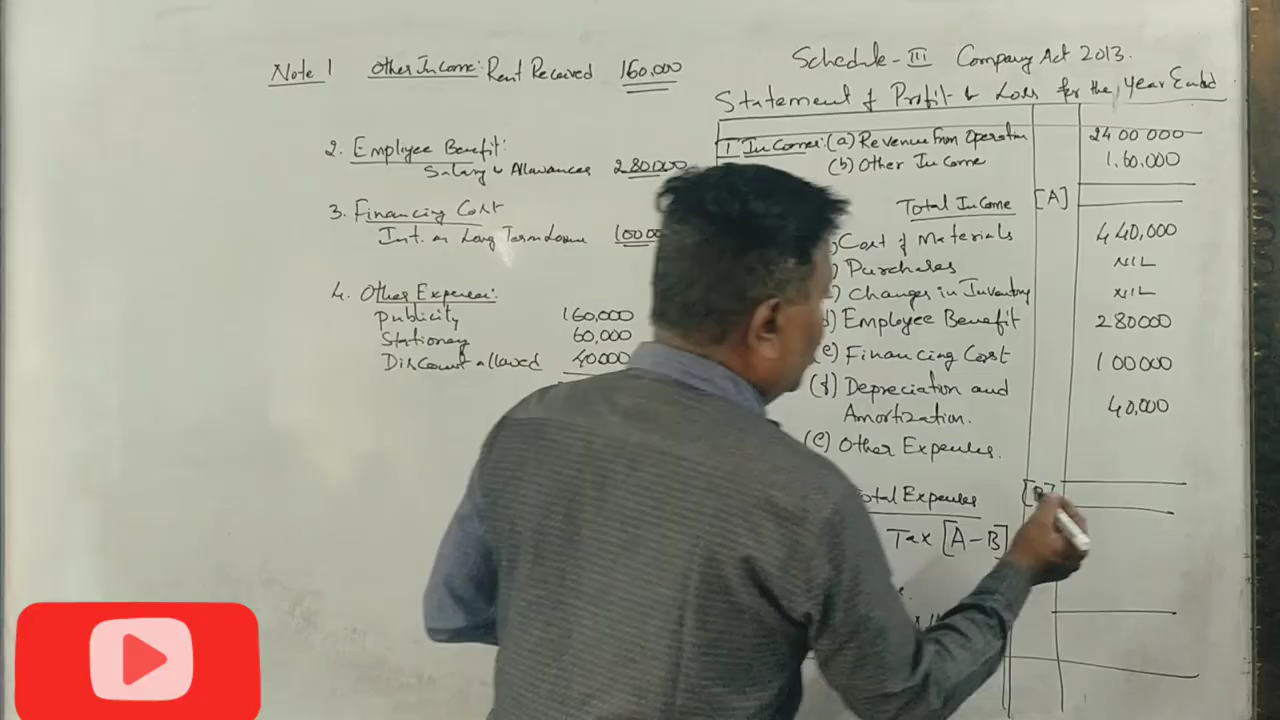 Note 1 Other Income: Rent Received 160,000
2. Employee Benefit:
Salary & Allowances 280000
3. Financing Cost
Int. on Long Term Loan 10000
4. Other Expenses:
Publicity 160,000
Stationery 60,000
Discount allowed 40000
Schedule-III Company Act 2013.
Statement of Profit & Loss for the Year Ended
I Incomes: (a) Revenue from Operation 2400000
(b) Other Income 1,60,000
Total Income [A]
Cost of Materials 440,000
Purchases NIL
Changes in Inventory NIL
d) Employee Benefit 280000
(e) Financing Cost 100000
(f) Depreciation and
Amortization. 40,000
(e) Other Expenses.
Total Expenses [B]
Tax [A-B]